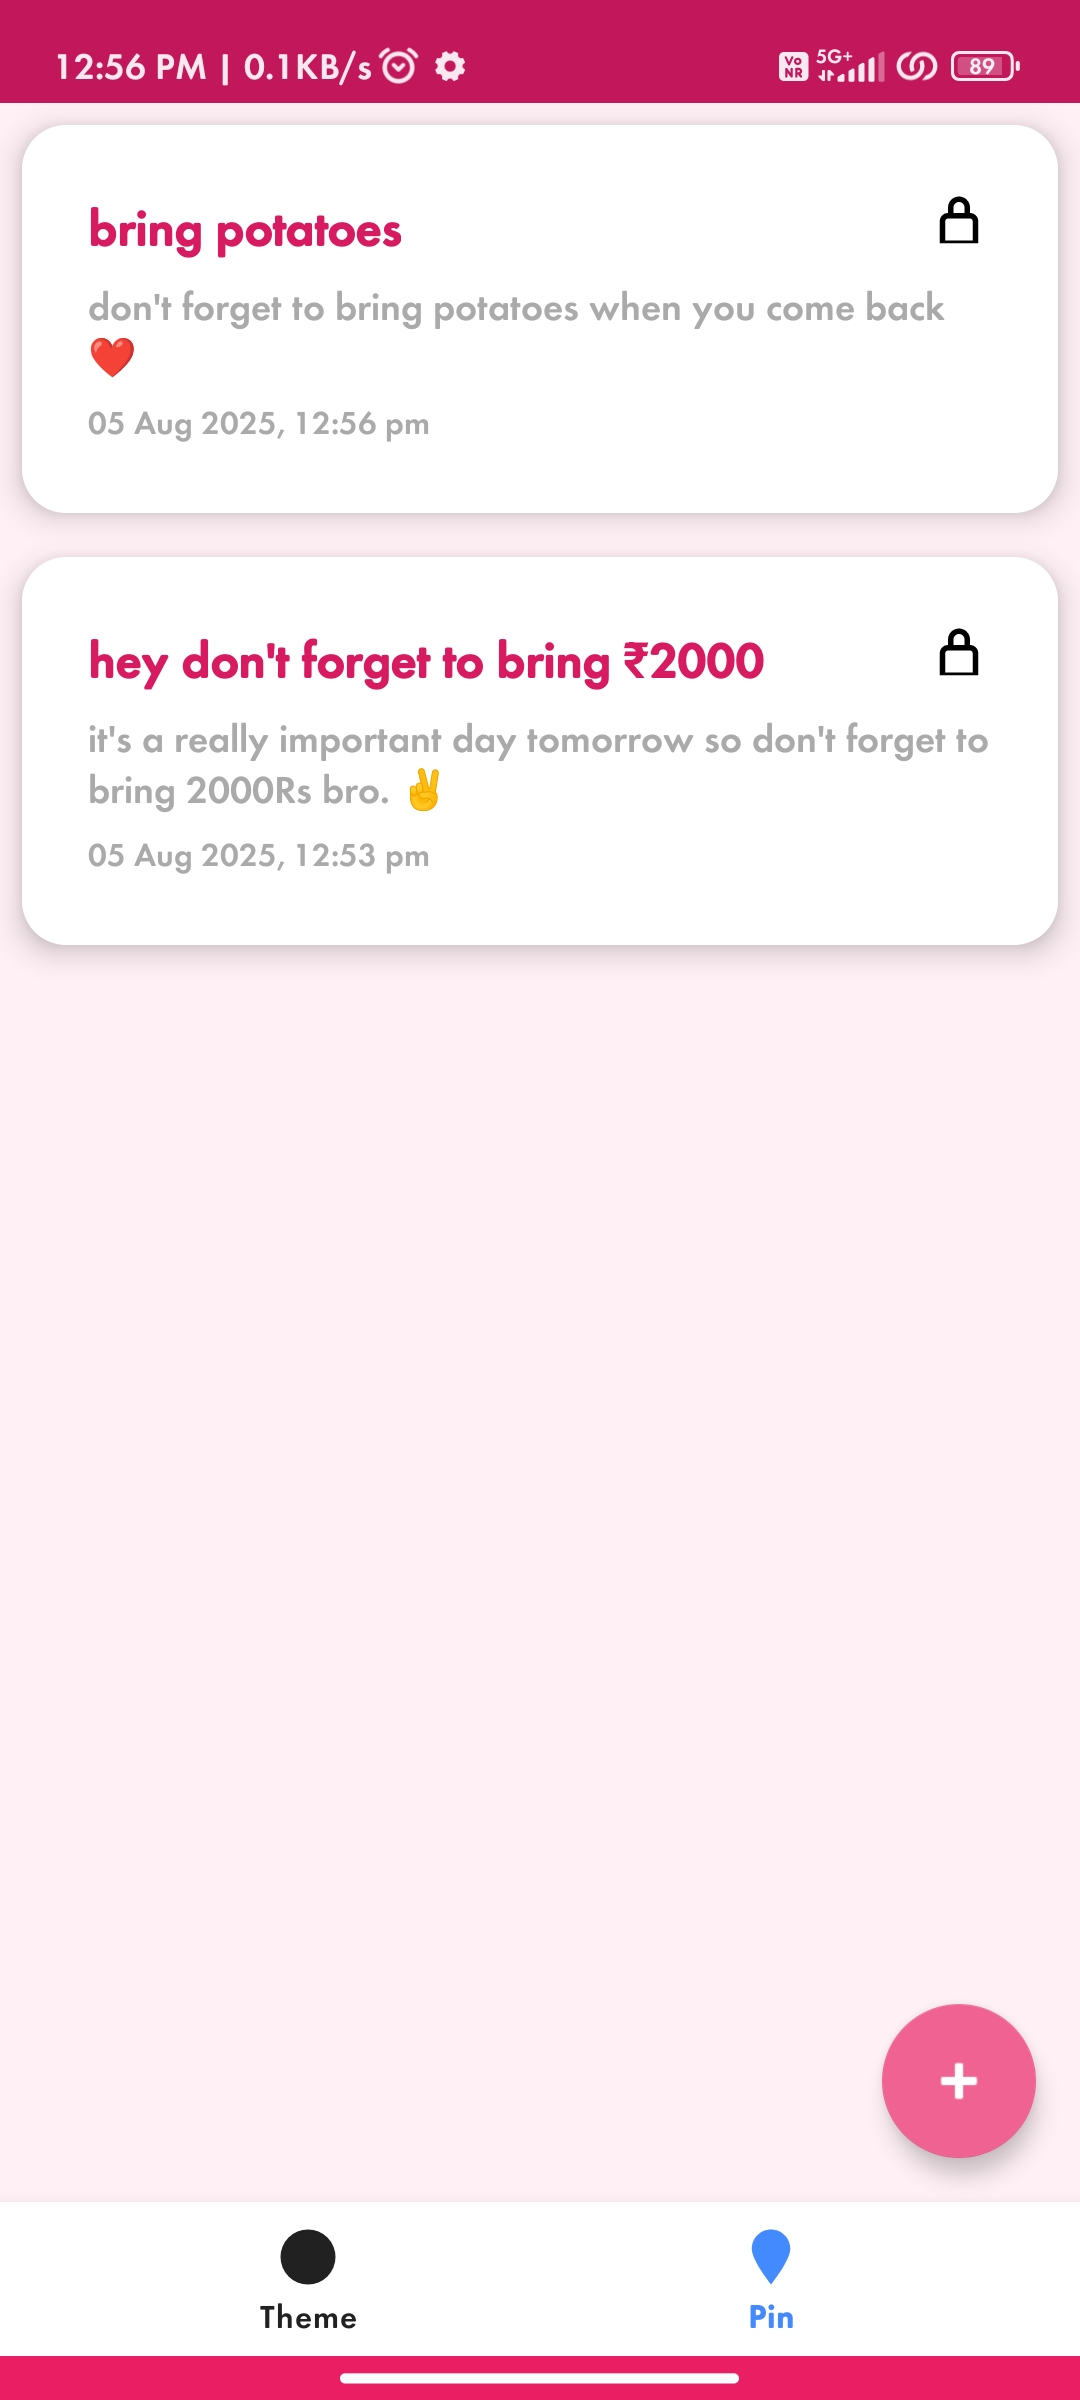 12:56 PM | 0.1KB/s
Vo NR 5G+ 89
bring potatoes
don't forget to bring potatoes when you come back
❤️
05 Aug 2025, 12:56 pm
hey don't forget to bring ₹2000
it's a really important day tomorrow so don't forget to
bring 2000Rs bro. ✌️
05 Aug 2025, 12:53 pm
Theme
Pin